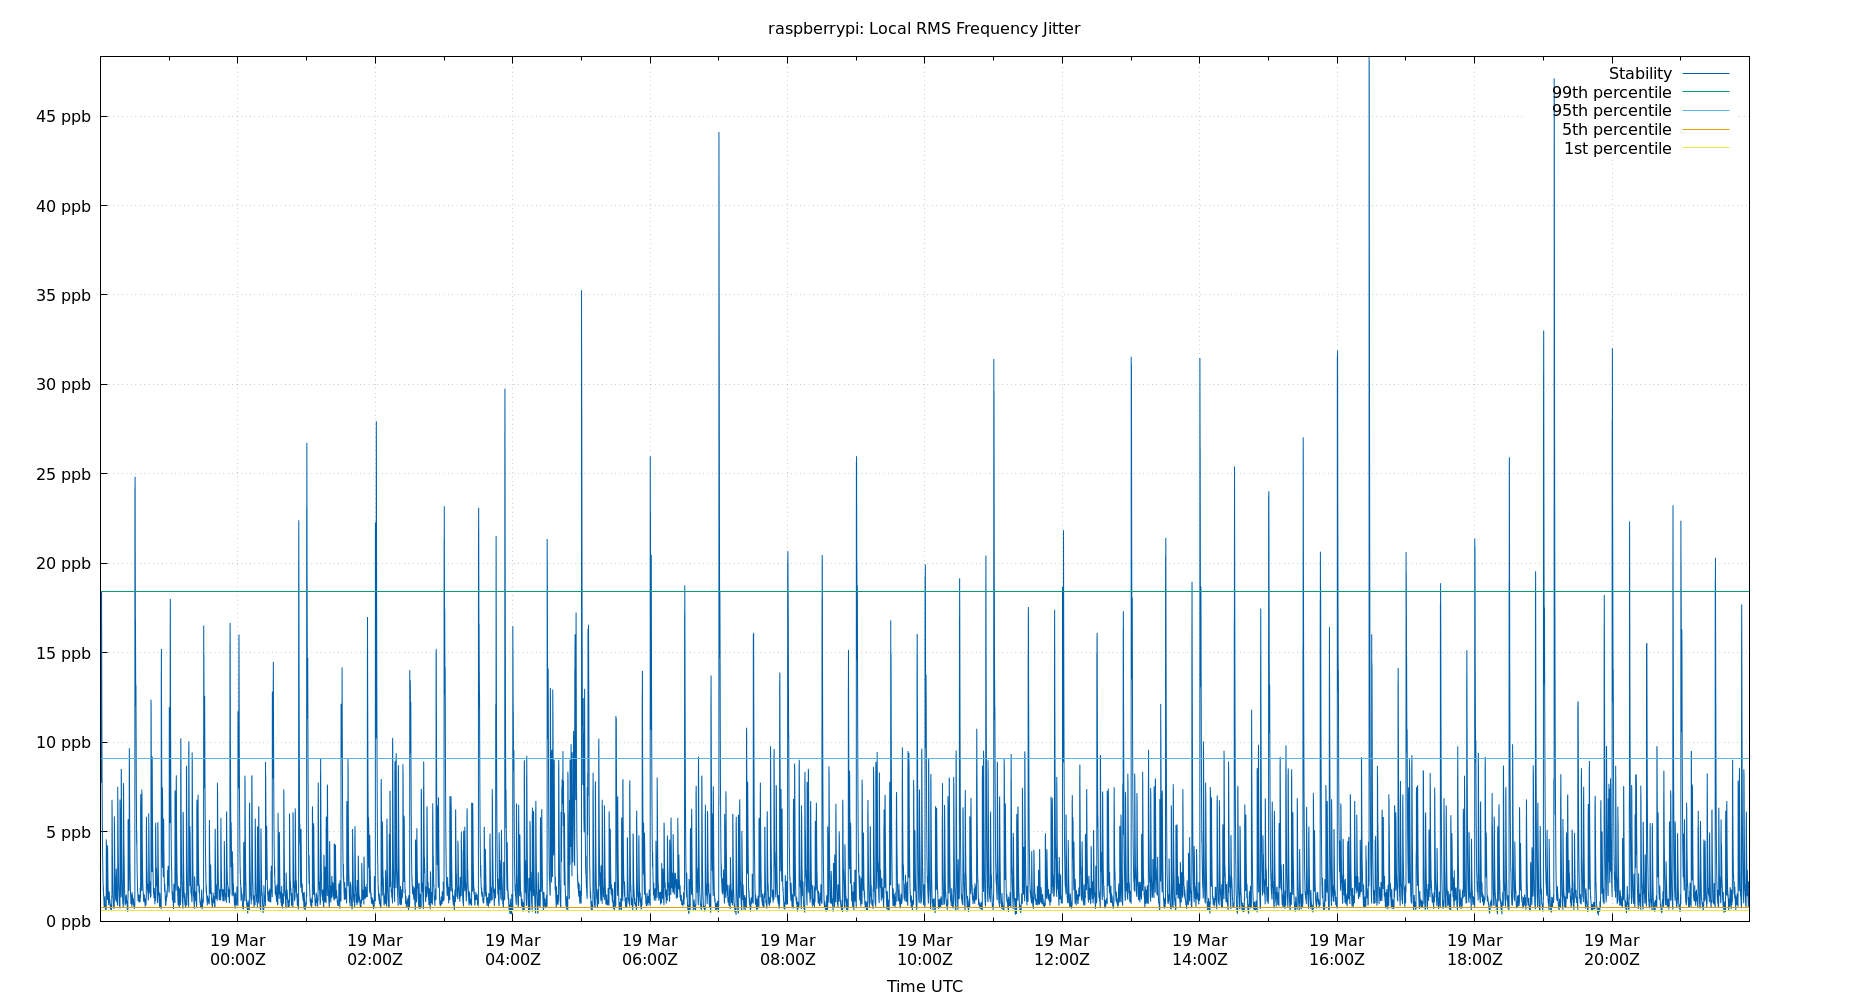 raspberrypi: Local RMS Frequency Jitter
Stability
99th percentile
95th percentile
5th percentile
1st percentile
45 ppb
40 ppb
35 ppb
30 ppb
25 ppb
20 ppb
15 ppb
10 ppb
5 ppb
0 ppb
19 Mar 19 Mar 19 Mar 19 Mar 19 Mar 19 Mar 19 Mar 19 Mar 19 Mar 19 Mar 19 Mar
00:00Z 02:00Z 04:00Z 06:00Z 08:00Z 10:00Z 12:00Z 14:00Z 16:00Z 18:00Z 20:00Z
Time UTC